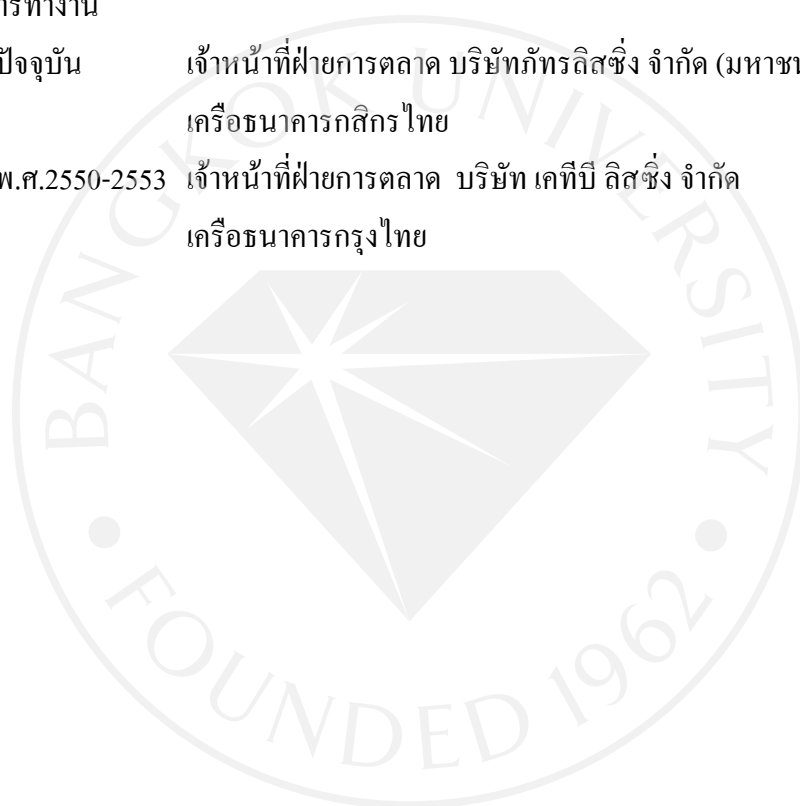 การทำงาน
ปัจจุบัน เจ้าหน้าที่ฝ่ายการตลาด บริษัทภัทรลิสซิ่ง จำกัด (มหาชน
เครือธนาคารกสิกรไทย
พ.ศ.2550-2553 เจ้าหน้าที่ฝ่ายการตลาด บริษัท เคทีบี ลิสซิ่ง จำกัด
เครือธนาคารกรุงไทย
BANGKOK UNIVERSITY
FOUNDED 1962